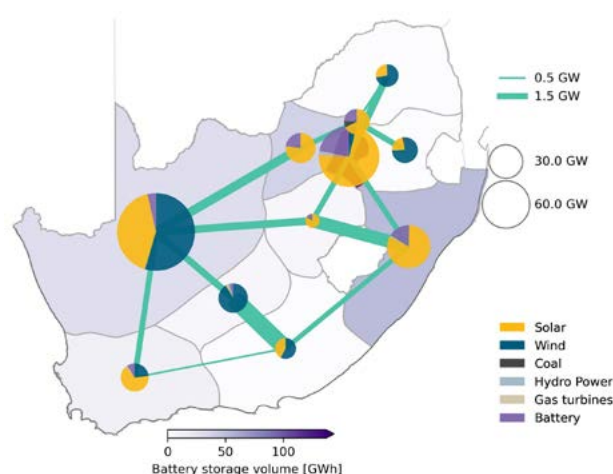 0.5 GW
1.5 GW
30.0 GW
60.0 GW
Solar
Wind
Coal
Hydro Power
Gas turbines
Battery
0 50 100
Battery storage volume [GWh]